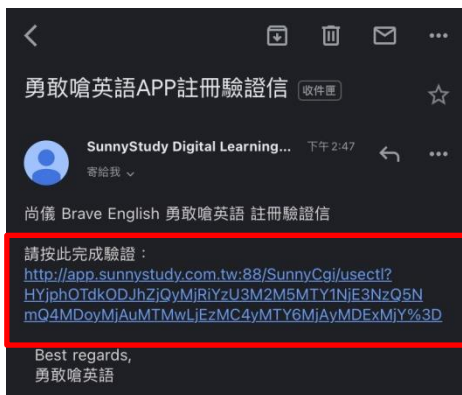 勇敢嗆英語APP註冊驗證信 收件匣
SunnyStudy Digital Learning... 下午2:47
寄給我
尚儀 Brave English 勇敢嗆英語 註冊驗證信
請按此完成驗證：
http://app.sunnystudy.com.tw:88/SunnyCgi/usectl?
HYjphOTdkODJhZjQyMjRiYzU3M2M5MTY1NjE3NzQ5N
mQ4MDoyMjAuMTMwLjEzMC4yMTY6MjAyMDExMjY%3D
Best regards,
勇敢嗆英語